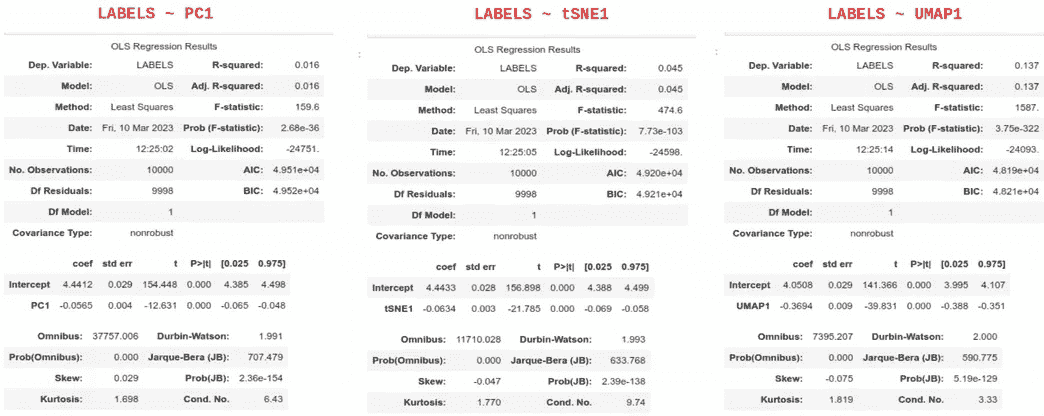 LABELS ~ PC1
OLS Regression Results
Dep. Variable: LABELS R-squared: 0.016
Model: OLS Adj. R-squared: 0.016
Method: Least Squares F-statistic: 159.6
Date: Fri, 10 Mar 2023 Prob (F-statistic): 2.68e-36
Time: 12:25:02 Log-Likelihood: -24751.
No. Observations: 10000 AIC: 4.951e+04
Df Residuals: 9998 BIC: 4.952e+04
Df Model: 1
Covariance Type: nonrobust
coef std err t P>|t| [0.025 0.975]
Intercept 4.4412 0.029 154.448 0.000 4.385 4.498
PC1 -0.0565 0.004 -12.631 0.000 -0.065 -0.048
Omnibus: 37757.006 Durbin-Watson: 1.991
Prob(Omnibus): 0.000 Jarque-Bera (JB): 707.479
Skew: 0.029 Prob(JB): 2.36e-154
Kurtosis: 1.698 Cond. No. 6.43
LABELS ~ tSNE1
OLS Regression Results
Dep. Variable: LABELS R-squared: 0.045
Model: OLS Adj. R-squared: 0.045
Method: Least Squares F-statistic: 474.6
Date: Fri, 10 Mar 2023 Prob (F-statistic): 7.73e-103
Time: 12:25:05 Log-Likelihood: -24598.
No. Observations: 10000 AIC: 4.920e+04
Df Residuals: 9998 BIC: 4.921e+04
Df Model: 1
Covariance Type: nonrobust
coef std err t P>|t| [0.025 0.975]
Intercept 4.4433 0.028 156.898 0.000 4.388 4.499
tSNE1 -0.0634 0.003 -21.785 0.000 -0.069 -0.058
Omnibus: 11710.028 Durbin-Watson: 1.993
Prob(Omnibus): 0.000 Jarque-Bera (JB): 633.768
Skew: -0.047 Prob(JB): 2.39e-138
Kurtosis: 1.770 Cond. No. 9.74
LABELS ~ UMAP1
OLS Regression Results
Dep. Variable: LABELS R-squared: 0.137
Model: OLS Adj. R-squared: 0.137
Method: Least Squares F-statistic: 1587.
Date: Fri, 10 Mar 2023 Prob (F-statistic): 3.75e-322
Time: 12:25:14 Log-Likelihood: -24093.
No. Observations: 10000 AIC: 4.819e+04
Df Residuals: 9998 BIC: 4.821e+04
Df Model: 1
Covariance Type: nonrobust
coef std err t P>|t| [0.025 0.975]
Intercept 4.0508 0.029 141.366 0.000 3.995 4.107
UMAP1 -0.3694 0.009 -39.831 0.000 -0.388 -0.351
Omnibus: 7395.207 Durbin-Watson: 2.000
Prob(Omnibus): 0.000 Jarque-Bera (JB): 590.775
Skew: -0.075 Prob(JB): 5.19e-129
Kurtosis: 1.819 Cond. No. 3.33